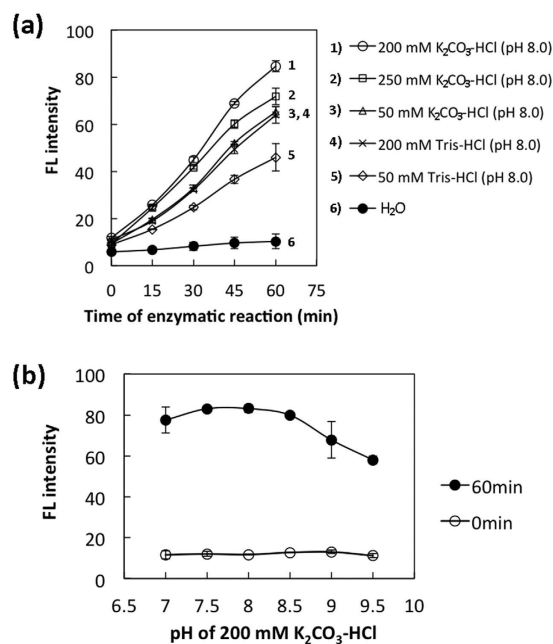 (a)
100
80
60
40
20
0
FL intensity
0 15 30 45 60 75
Time of enzymatic reaction (min)
1
2
3, 4
5
6
1) 200 mM K₂CO₃-HCl (pH 8.0)
2) 250 mM K₂CO₃-HCl (pH 8.0)
3) 50 mM K₂CO₃-HCl (pH 8.0)
4) 200 mM Tris-HCl (pH 8.0)
5) 50 mM Tris-HCl (pH 8.0)
6) H₂O
(b)
100
80
60
40
20
0
FL intensity
6.5 7 7.5 8 8.5 9 9.5 10
pH of 200 mM K₂CO₃-HCl
60min
0min